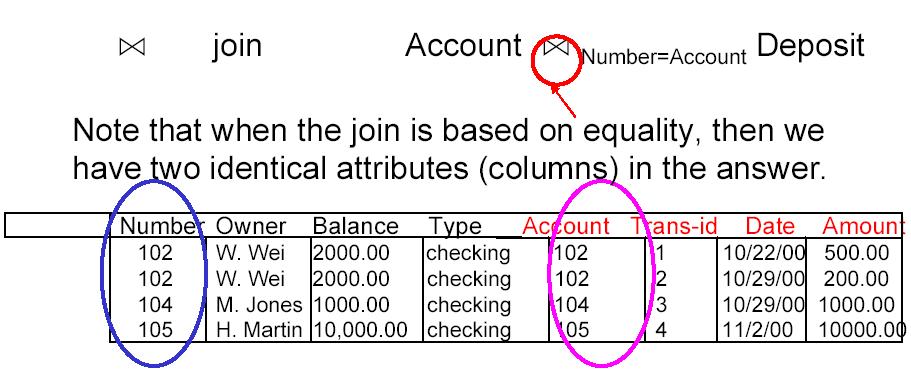 ⋈ join Account ⋈ Number=Account Deposit
Note that when the join is based on equality, then we
have two identical attributes (columns) in the answer.
Number Owner Balance Type Account Trans-id Date Amount
102 W. Wei 2000.00 checking 102 1 10/22/00 500.00
102 W. Wei 2000.00 checking 102 2 10/29/00 200.00
104 M. Jones 1000.00 checking 104 3 10/29/00 1000.00
105 H. Martin 10,000.00 checking 105 4 11/2/00 10000.00